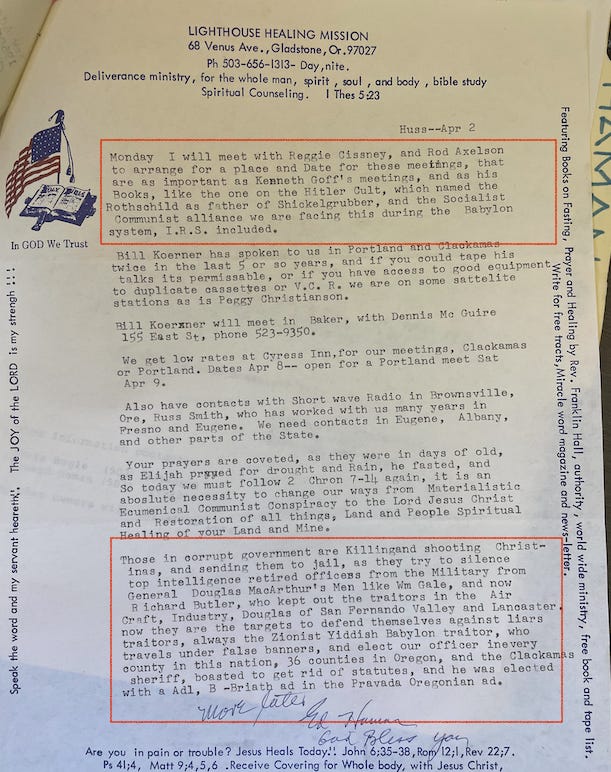 LIGHTHOUSE HEALING MISSION
68 Venus Ave.,Gladstone,Or.97027
Ph 503-656-1313- Day,nite.
Deliverance ministry, for the whole man, spirit , soul , and body , bible study
Spiritual Counseling. I Thes 5:23
Huss--Apr 2
Monday I will meet with Reggie Cissney, and Rod Axelson
to arrange for a place and Date for these meetings, that
are as important as Kenneth Goff's meetings, and as his
Books, like the one on the Hitler Cult, which named the
Rothschild as father of Shickelgrubber, and the Socialist
Communist alliance we are facing this during the Babylon
system, I.R.S. included.
In GOD We Trust
Bill Koerner has spoken to us in Portland and Clackamas
twice in the last 5 or so years, and if you could tape his
talks its permissable, or if you have access to good equipment
to duplicate cassettes or V.C. R. we are on some sattelite
stations as is Peggy Christianson.
Bill Koerxner will meet in Baker, with Dennis Mc Guire
155 East St, phone 523-9350.
We get low rates at Cyress Inn,for our meetings, Clackamas
or Portland. Dates Apr 8-- open for a Portland meet Sat
Apr 9.
Also have contacts with Short wave Radio in Brownsville,
Ore, Russ Smith, who has worked with us many years in
Fresno and Eugene. We need contacts in Eugene, Albany,
and other parts of the State.
Your prayers are coveted, as they were in days of old,
as Elijah prayed for drought and Rain, he fasted, and
So today we must follow 2 Chron 7-14 again, it is an
aboslute necessity to change our ways from Materialistic
Ecumenical Communist Conspiracy to the Lord Jesus Christ
and Restoration of all things, Land and People Spiritual
Healing of your Land and Mine.
Those in corrupt government are Killingand shooting Christ-
inas, and sending them to jail, as they try to silence
top intelligence retired officess from the Military from
General Douglas MacArthur's Men like Wm Gale, and now
Richard Butler, who kept out the traitors in the Air
Craft, Industry, Douglas of San Fernando Valley and Lancaster.
now they are the targets to defend themselves against liars
traitors, always the Zionist Yiddish Babylon traitor, who
travels under false banners, and elect our officer inevery
county in this nation, 36 counties in Oregon, and the Clackamas
sheriff, boasted to get rid of statues, and he was elected
with a Adl, B -Briath ad in the Pravada Oregonian ad.
More later
Ed
God Bless You
Are you in pain or trouble? Jesus Heals Today!! John 6:35-38, Rom 12;1, Rev 22;7.
Ps 41;4, Matt 9;4,5,6 .Receive Covering for Whole body, with Jesus Christ,
Speak the word and my servant heareth!. The JOY of the LORD is my strengh !!!
Featuring Books on Fasting, Prayer and Healing by Rev. Franklin Hall, authority , world wide ministry, free book and tape list.
Write for free tracts,Miracle word magazine and news-letter.